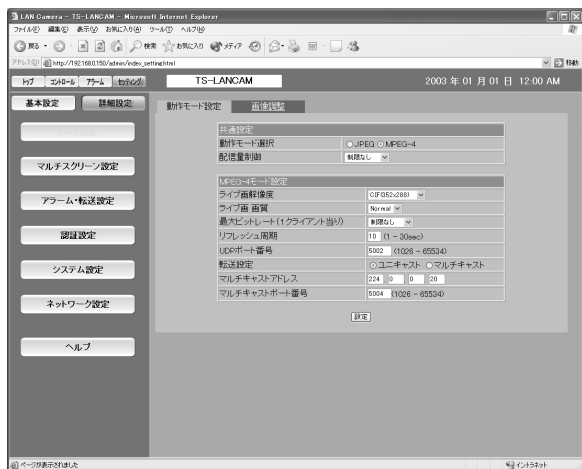 LAN Camera - TS-LANCAM - Microsoft Internet Explorer
ファイル(F) 編集(E) 表示(V) お気に入り(A) ツール(T) ヘルプ(H)
戻る 検索 お気に入り メディア
アドレス(D) http://192.168.0.150/admin/index_setting.html 移動
トップ コントロール アラーム セッティング TS-LANCAM 2003 年 01 月 01 日 12:00 AM
基本設定 詳細設定
マルチスクリーン設定
アラーム・転送設定
認証設定
システム設定
ネットワーク設定
ヘルプ
動作モード設定 画像調整
共通設定
動作モード選択 JPEG MPEG-4
配信量制御 制限なし
MPEG-4モード設定
ライブ画解像度 CIF(352x288)
ライブ画 画質 Normal
最大ビットレート(1クライアント当り) 制限なし
リフレッシュ周期 10 (1 - 30sec)
UDPポート番号 5002 (1026 - 65534)
転送設定 ユニキャスト マルチキャスト
マルチキャストアドレス 224 0 0 20
マルチキャストポート番号 5004 (1026 - 65534)
設定
ページが表示されました イントラネット